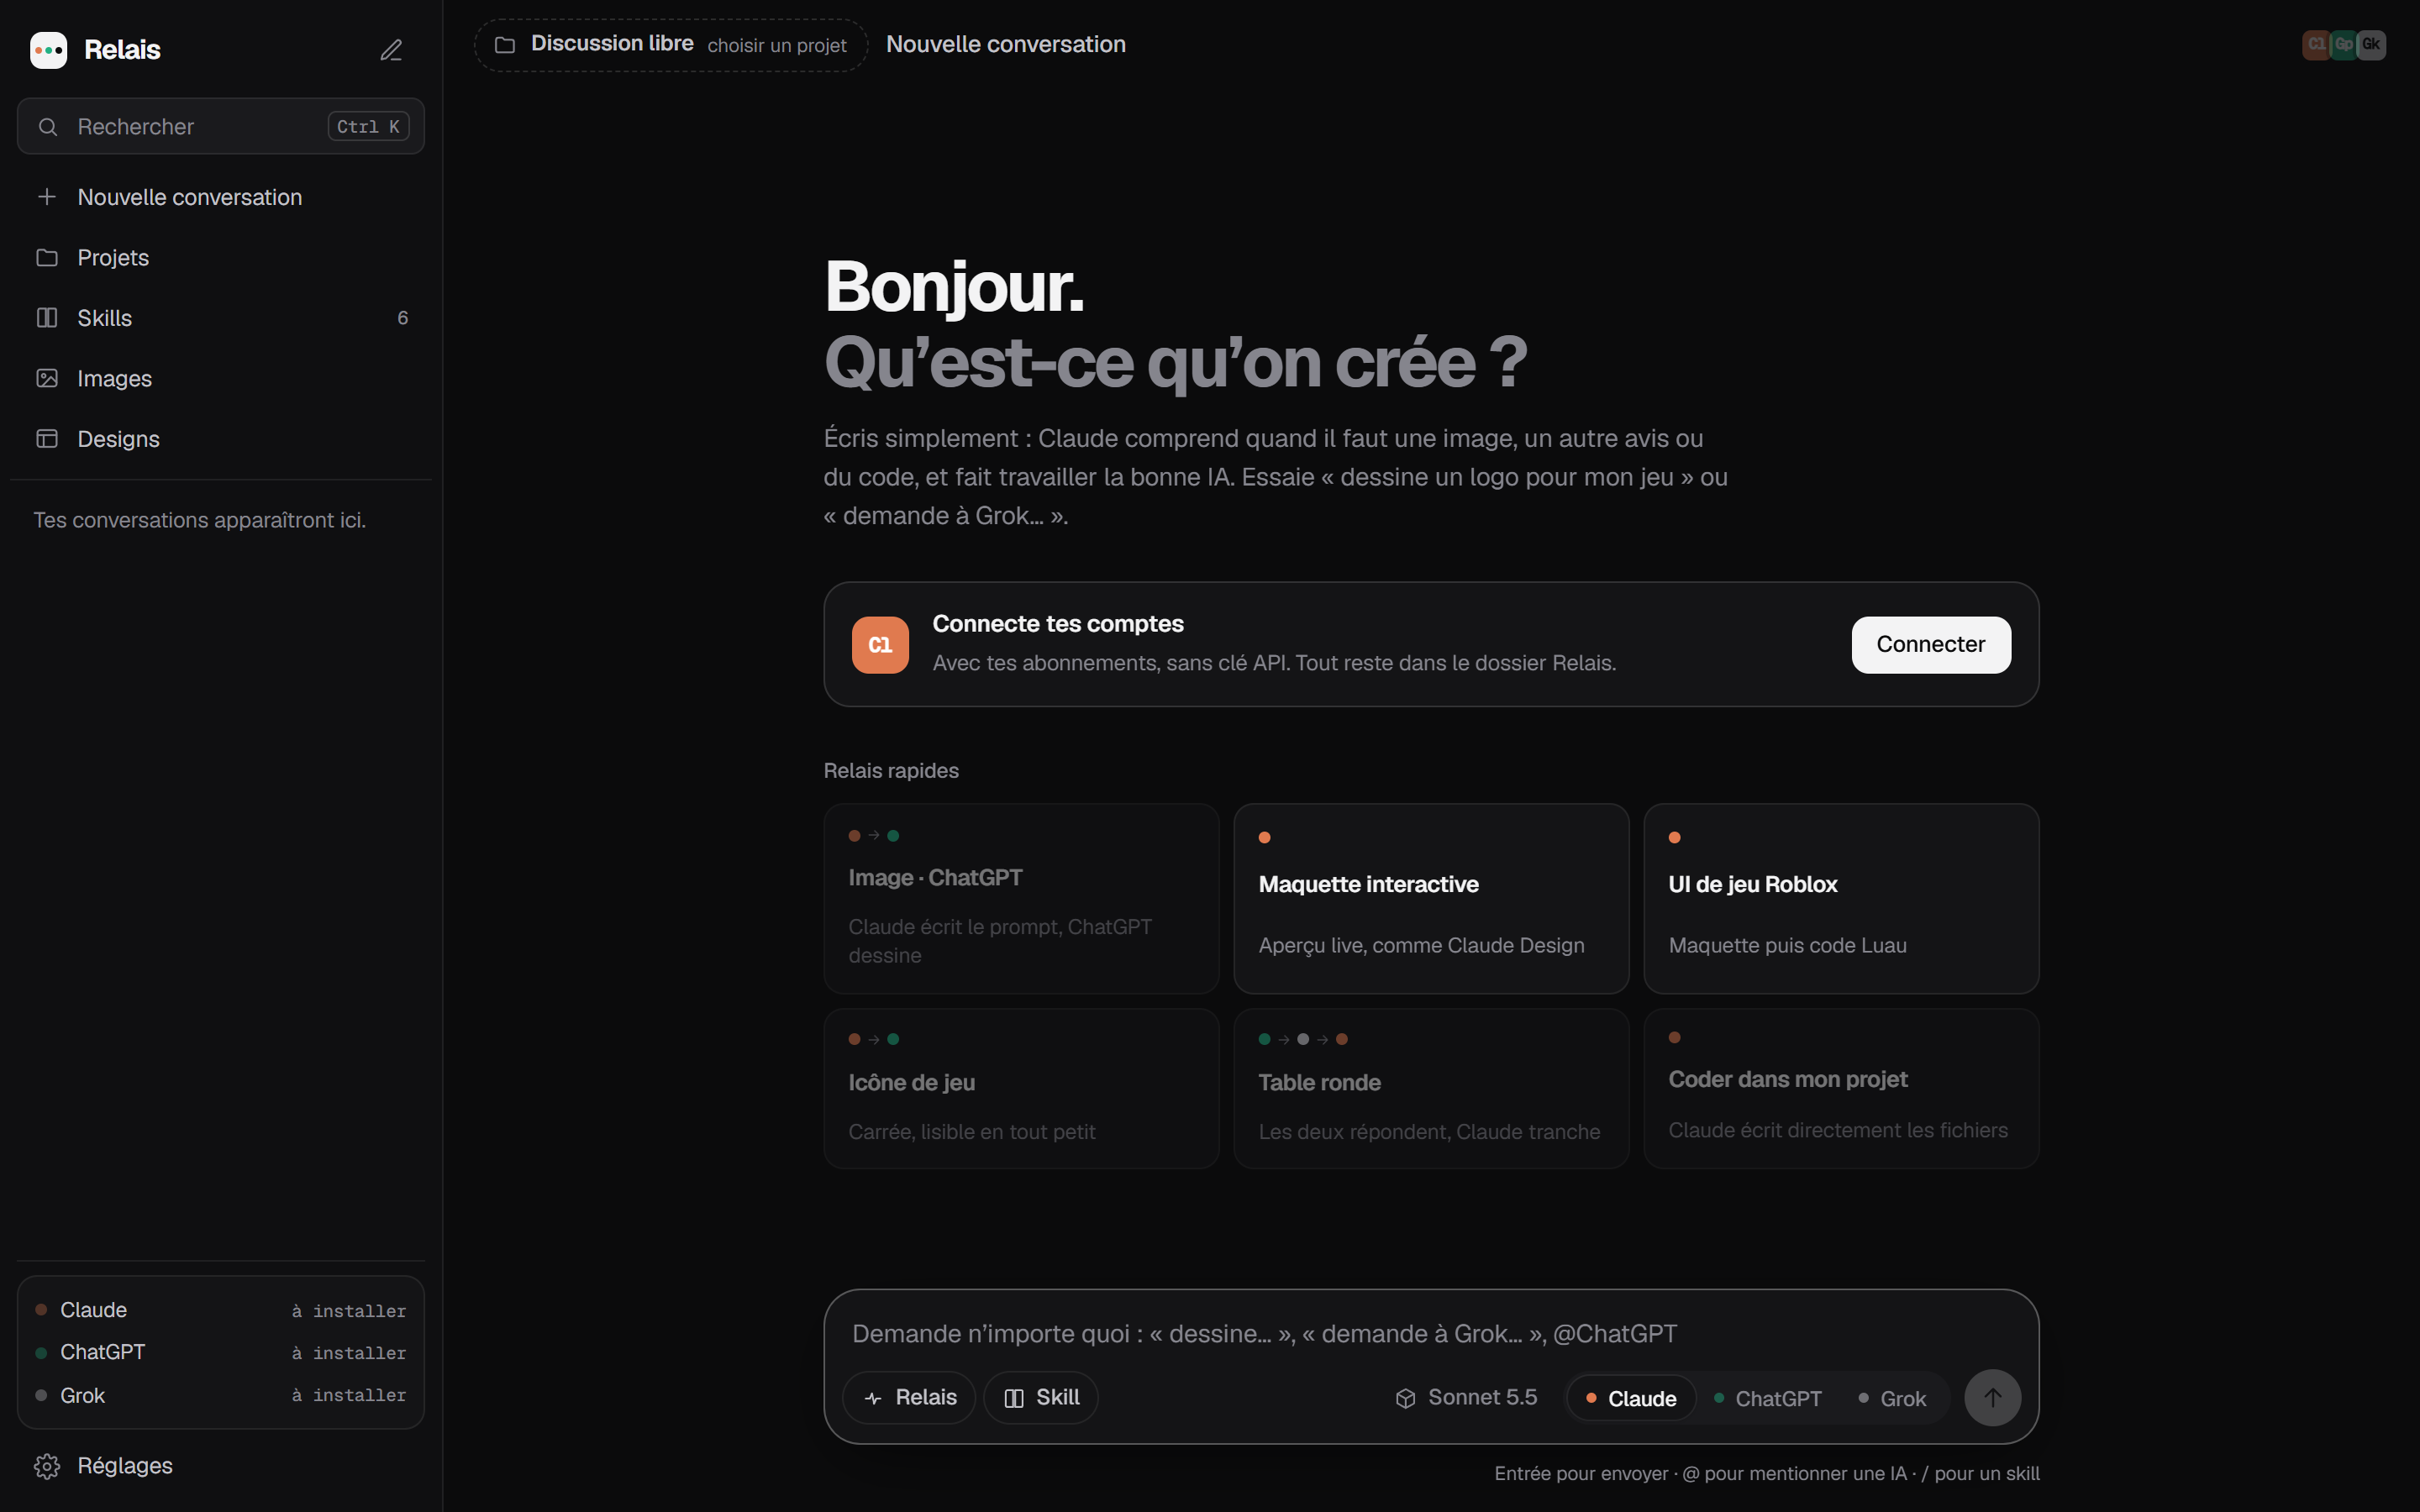 Relais
Rechercher
Ctrl K
Nouvelle conversation
Projets
Skills
6
Images
Designs
Tes conversations apparaîtront ici.
Claude
à installer
ChatGPT
à installer
Grok
à installer
Réglages
Discussion libre choisir un projet
Nouvelle conversation
Cl Gp Gk
Bonjour.
Qu’est-ce qu’on crée ?
Écris simplement : Claude comprend quand il faut une image, un autre avis ou
du code, et fait travailler la bonne IA. Essaie « dessine un logo pour mon jeu » ou
« demande à Grok… ».
Cl
Connecte tes comptes
Avec tes abonnements, sans clé API. Tout reste dans le dossier Relais.
Connecter
Relais rapides
Image · ChatGPT
Claude écrit le prompt, ChatGPT
dessine
Maquette interactive
Aperçu live, comme Claude Design
UI de jeu Roblox
Maquette puis code Luau
Icône de jeu
Carrée, lisible en tout petit
Table ronde
Les deux répondent, Claude tranche
Coder dans mon projet
Claude écrit directement les fichiers
Demande n’importe quoi : « dessine… », « demande à Grok… », @ChatGPT
Relais
Skill
Sonnet 5.5
Claude
ChatGPT
Grok
Entrée pour envoyer · @ pour mentionner une IA · / pour un skill